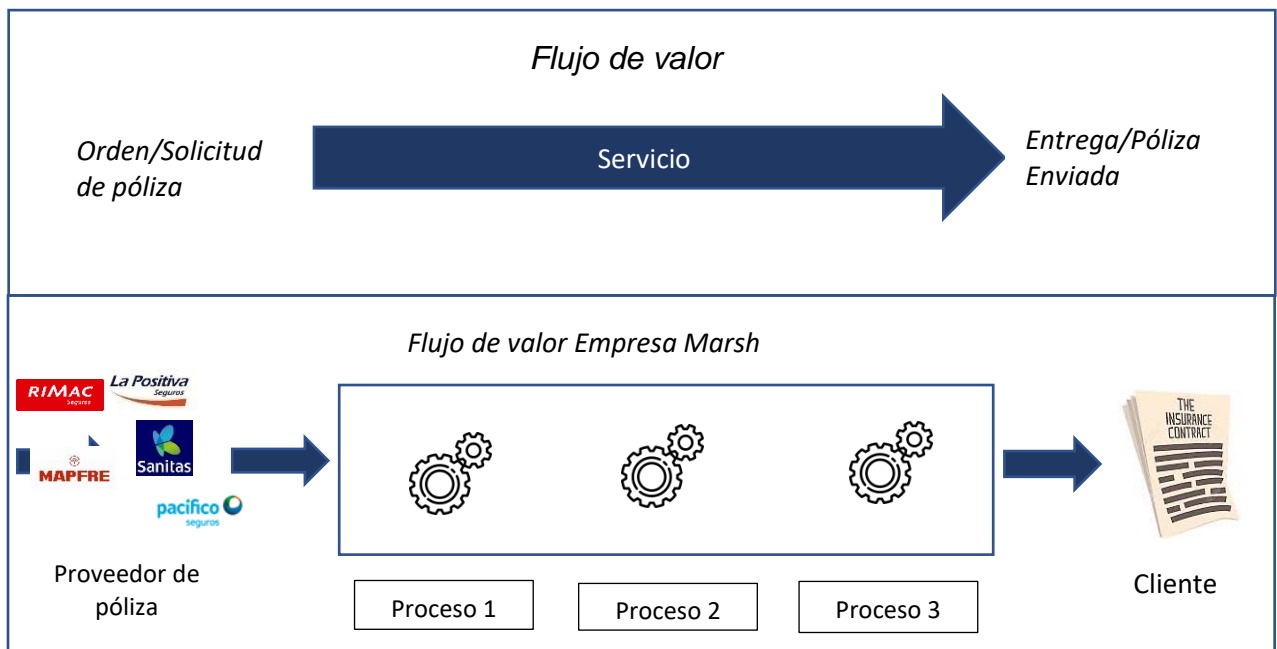 Flujo de valor
Orden/Solicitud
de póliza
Servicio
Entrega/Póliza
Enviada
Flujo de valor Empresa Marsh
RIMAC
Seguros
La Positiva
Seguros
MAPFRE
Sanitas
pacífico
seguros
THE
INSURANCE
CONTRACT
Proveedor de
póliza
Proceso 1
Proceso 2
Proceso 3
Cliente